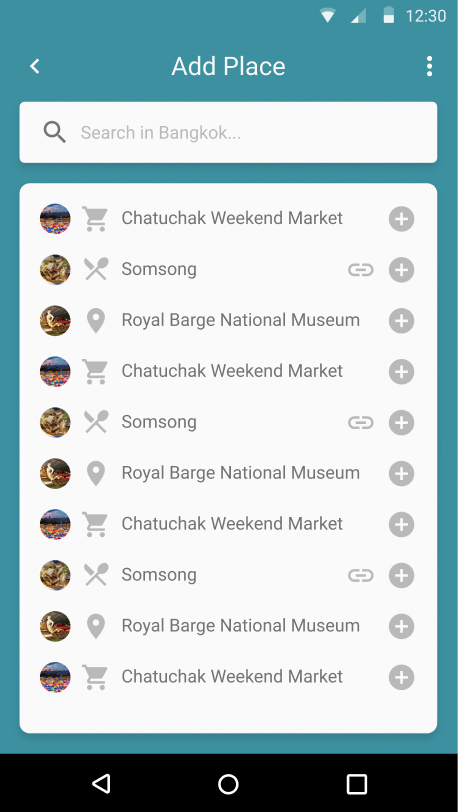 12:30
Add Place
Search in Bangkok...
Chatuchak Weekend Market
Somsong
Royal Barge National Museum
Chatuchak Weekend Market
Somsong
Royal Barge National Museum
Chatuchak Weekend Market
Somsong
Royal Barge National Museum
Chatuchak Weekend Market